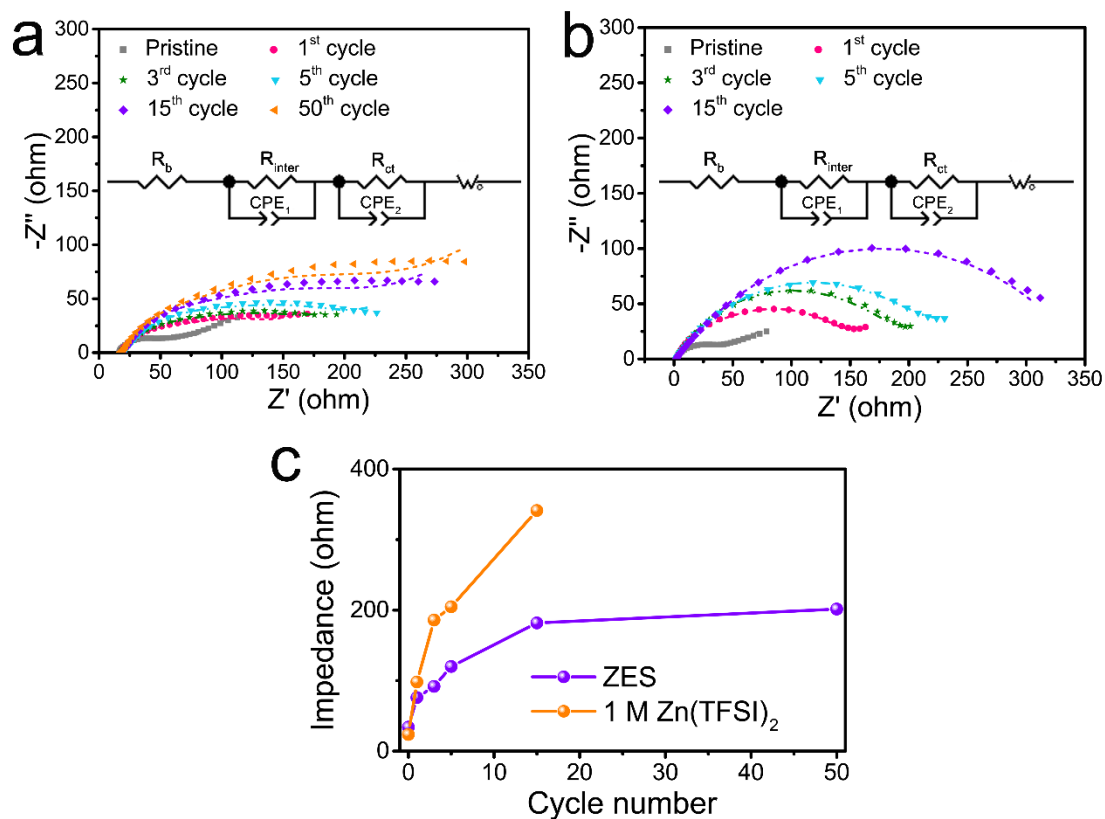 a
300
250
200
150
100
50
0
-Z" (ohm)
Pristine
1st cycle
3rd cycle
5th cycle
15th cycle
50th cycle
Rb
Rinter
Rct
CPE1
CPE2
Wo
0 50 100 150 200 250 300 350
Z' (ohm)
b
300
250
200
150
100
50
0
-Z" (ohm)
Pristine
1st cycle
3rd cycle
5th cycle
15th cycle
Rb
Rinter
Rct
CPE1
CPE2
Wo
0 50 100 150 200 250 300 350
Z' (ohm)
c
400
200
0
Impedance (ohm)
ZES
1 M Zn(TFSI)2
0 10 20 30 40 50
Cycle number